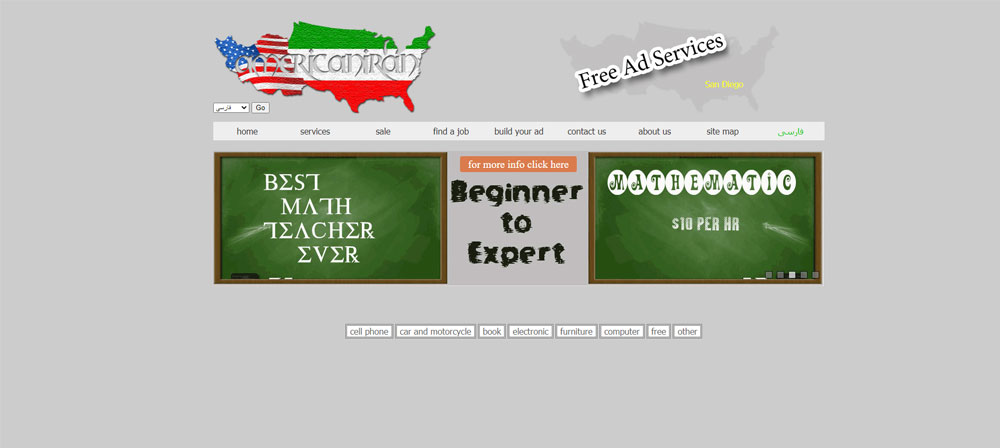 americaniran
Free Ad Services
San Diego
فارسی
Go
home
services
sale
find a job
build your ad
contact us
about us
site map
فارسی
BEST
MATH
TEACHER
EVER
for more info click here
Beginner
to
Expert
MATHEMATIC
$10 PER HR
cell phone
car and motorcycle
book
electronic
furniture
computer
free
other